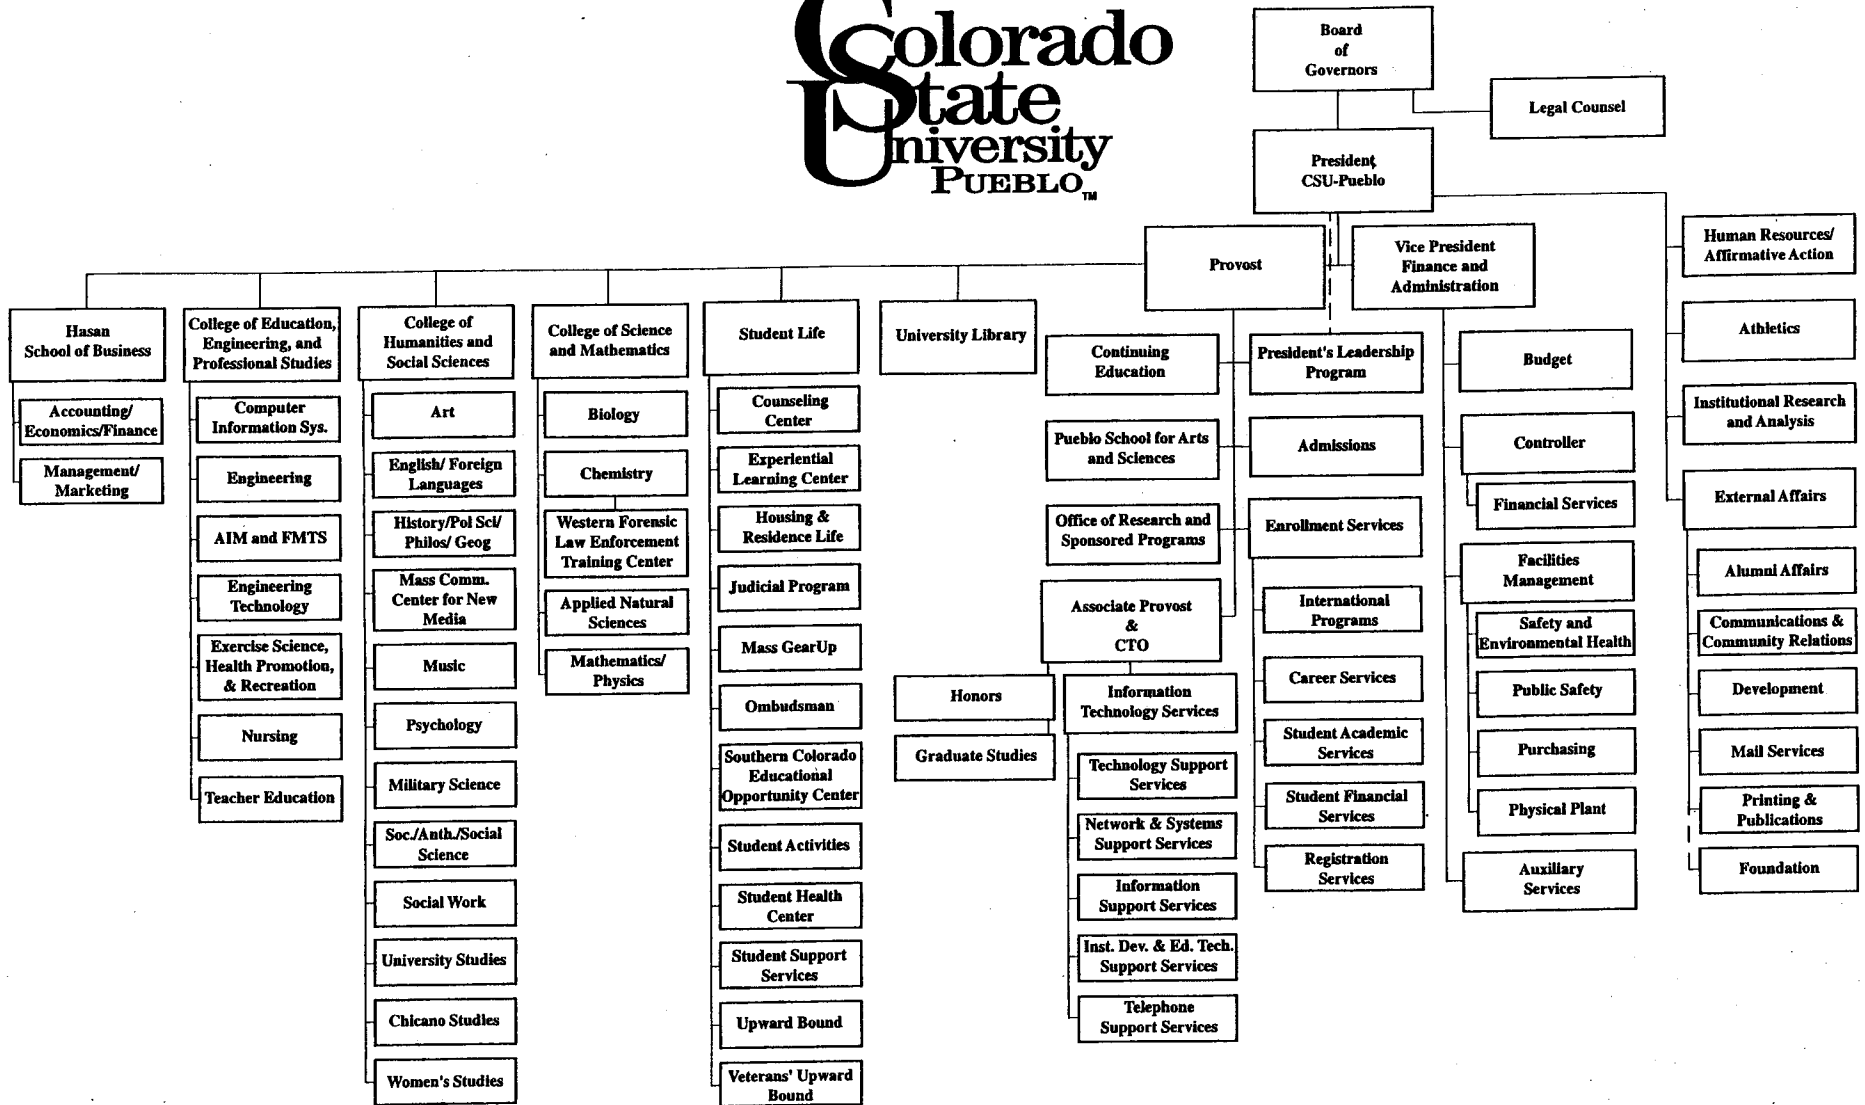 Colorado
State
University
PUEBLO™
Board
of
Governors
Legal Counsel
President,
CSU-Pueblo
Provost
Vice President
Finance and
Administration
Human Resources/
Affirmative Action
Athletics
Institutional Research
and Analysis
External Affairs
Alumni Affairs
Communications &
Community Relations
Development
Mail Services
Printing &
Publications
Foundation
Hasan
School of Business
Accounting/
Economics/Finance
Management/
Marketing
College of Education,
Engineering, and
Professional Studies
Computer
Information Sys.
Engineering
AIM and FMTS
Engineering
Technology
Exercise Science,
Health Promotion,
& Recreation
Nursing
Teacher Education
College of
Humanities and
Social Sciences
Art
English/ Foreign
Languages
History/Pol Sci/
Philos/ Geog
Mass Comm.
Center for New
Media
Music
Psychology
Military Science
Soc./Anth./Social
Science
Social Work
University Studies
Chicano Studies
Women's Studies
College of Science
and Mathematics
Biology
Chemistry
Western Forensic
Law Enforcement
Training Center
Applied Natural
Sciences
Mathematics/
Physics
Student Life
Counseling
Center
Experiential
Learning Center
Housing &
Residence Life
Judicial Program
Mass GearUp
Ombudsman
Southern Colorado
Educational
Opportunity Center
Student Activities
Student Health
Center
Student Support
Services
Upward Bound
Veterans' Upward
Bound
University Library
Continuing
Education
Pueblo School for Arts
and Sciences
Office of Research and
Sponsored Programs
Associate Provost
&
CTO
Honors
Graduate Studies
Information
Technology Services
Technology Support
Services
Network & Systems
Support Services
Information
Support Services
Inst. Dev. & Ed. Tech.
Support Services
Telephone
Support Services
President's Leadership
Program
Admissions
Enrollment Services
International
Programs
Career Services
Student Academic
Services
Student Financial
Services
Registration
Services
Budget
Controller
Financial Services
Facilities
Management
Safety and
Environmental Health
Public Safety
Purchasing
Physical Plant
Auxiliary
Services